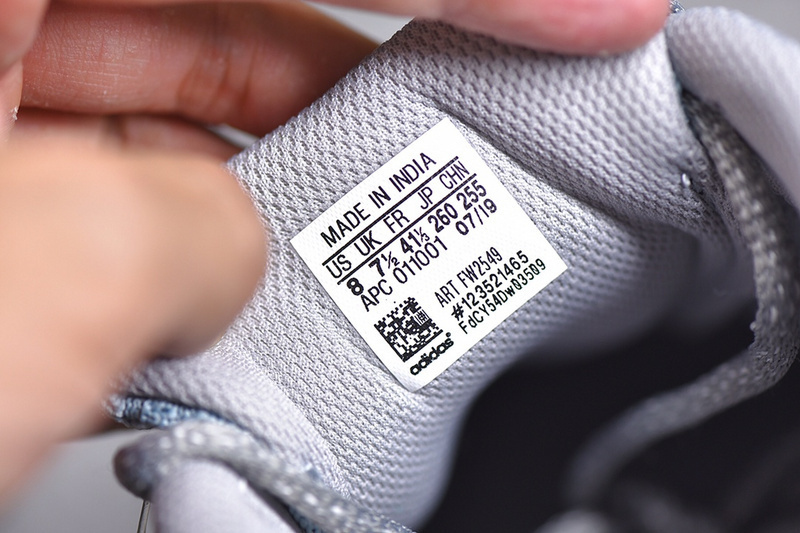 MADE IN INDIA
US UK FR JP CHN
8 7½ 41⅓ 260 255
APC 011001 07/19
ART FW2549
#123521465
FdCY54Dw03509
adidas